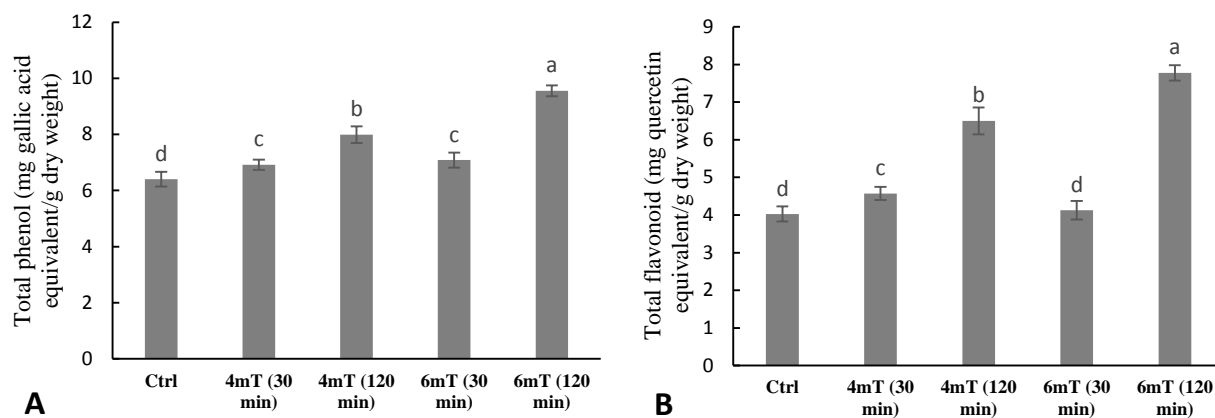 Total phenol (mg gallic acid
equivalent/g dry weight)
12
10
8
6
4
2
0
d
c
b
c
a
Ctrl
4mT (30
min)
4mT (120
min)
6mT (30
min)
6mT (120
min)
A
Total flavonoid (mg quercetin
equivalent/g dry weight)
9
8
7
6
5
4
3
2
1
0
d
c
b
d
a
Ctrl
4mT (30
min)
4mT (120
min)
6mT (30
min)
6mT (120
min)
B